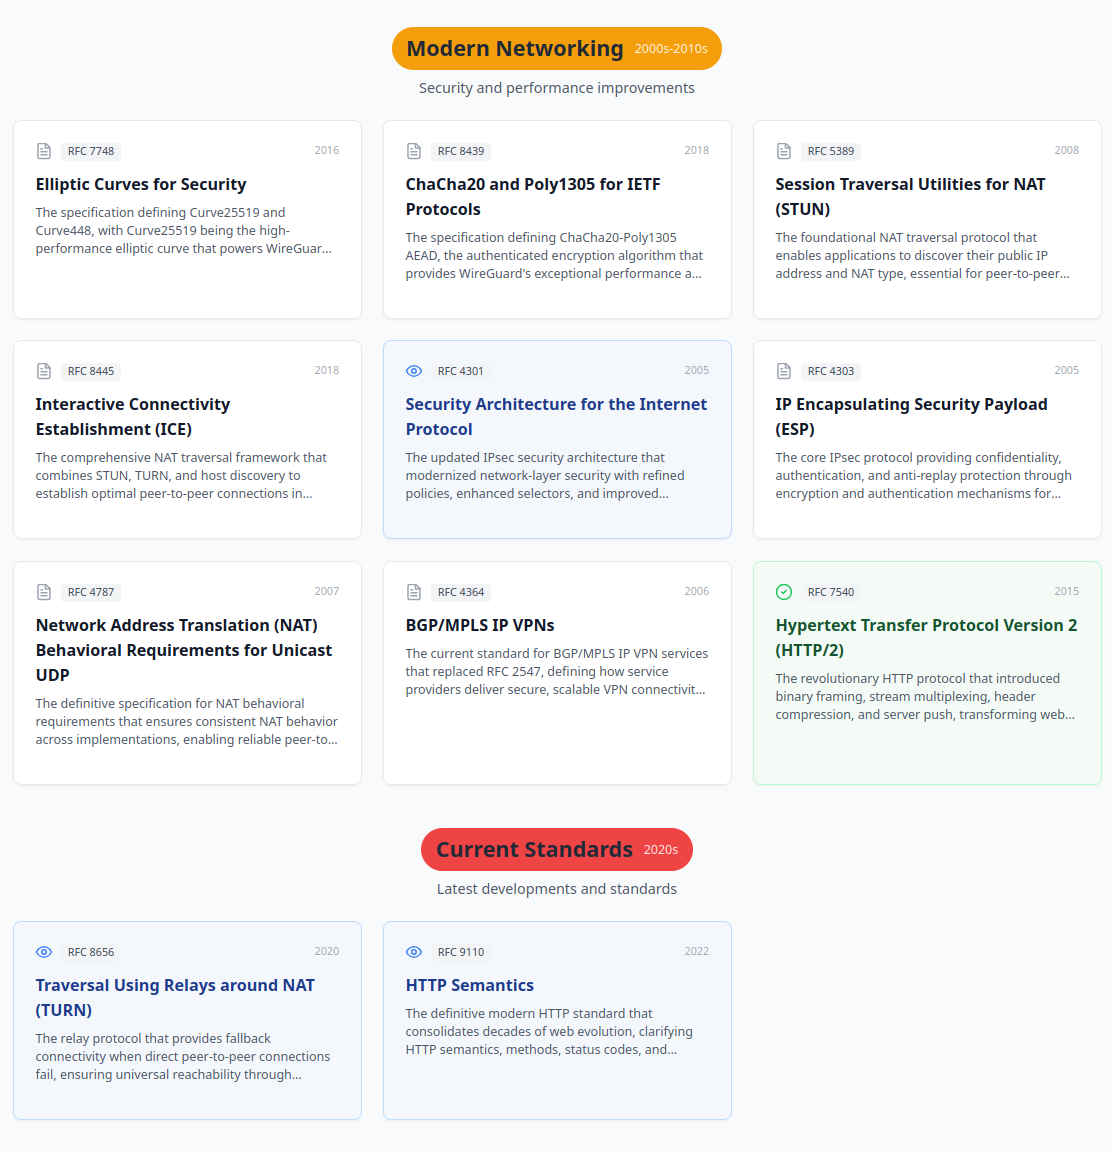 Modern Networking 2000s-2010s
Security and performance improvements
RFC 7748 2016
Elliptic Curves for Security
The specification defining Curve25519 and
Curve448, with Curve25519 being the high-
performance elliptic curve that powers WireGuar...
RFC 8439 2018
ChaCha20 and Poly1305 for IETF
Protocols
The specification defining ChaCha20-Poly1305
AEAD, the authenticated encryption algorithm that
provides WireGuard's exceptional performance a...
RFC 5389 2008
Session Traversal Utilities for NAT
(STUN)
The foundational NAT traversal protocol that
enables applications to discover their public IP
address and NAT type, essential for peer-to-peer...
RFC 8445 2018
Interactive Connectivity
Establishment (ICE)
The comprehensive NAT traversal framework that
combines STUN, TURN, and host discovery to
establish optimal peer-to-peer connections in...
RFC 4301 2005
Security Architecture for the Internet
Protocol
The updated IPsec security architecture that
modernized network-layer security with refined
policies, enhanced selectors, and improved...
RFC 4303 2005
IP Encapsulating Security Payload
(ESP)
The core IPsec protocol providing confidentiality,
authentication, and anti-replay protection through
encryption and authentication mechanisms for...
RFC 4787 2007
Network Address Translation (NAT)
Behavioral Requirements for Unicast
UDP
The definitive specification for NAT behavioral
requirements that ensures consistent NAT behavior
across implementations, enabling reliable peer-to...
RFC 4364 2006
BGP/MPLS IP VPNs
The current standard for BGP/MPLS IP VPN services
that replaced RFC 2547, defining how service
providers deliver secure, scalable VPN connectivit...
RFC 7540 2015
Hypertext Transfer Protocol Version 2
(HTTP/2)
The revolutionary HTTP protocol that introduced
binary framing, stream multiplexing, header
compression, and server push, transforming web...
Current Standards 2020s
Latest developments and standards
RFC 8656 2020
Traversal Using Relays around NAT
(TURN)
The relay protocol that provides fallback
connectivity when direct peer-to-peer connections
fail, ensuring universal reachability through...
RFC 9110 2022
HTTP Semantics
The definitive modern HTTP standard that
consolidates decades of web evolution, clarifying
HTTP semantics, methods, status codes, and...